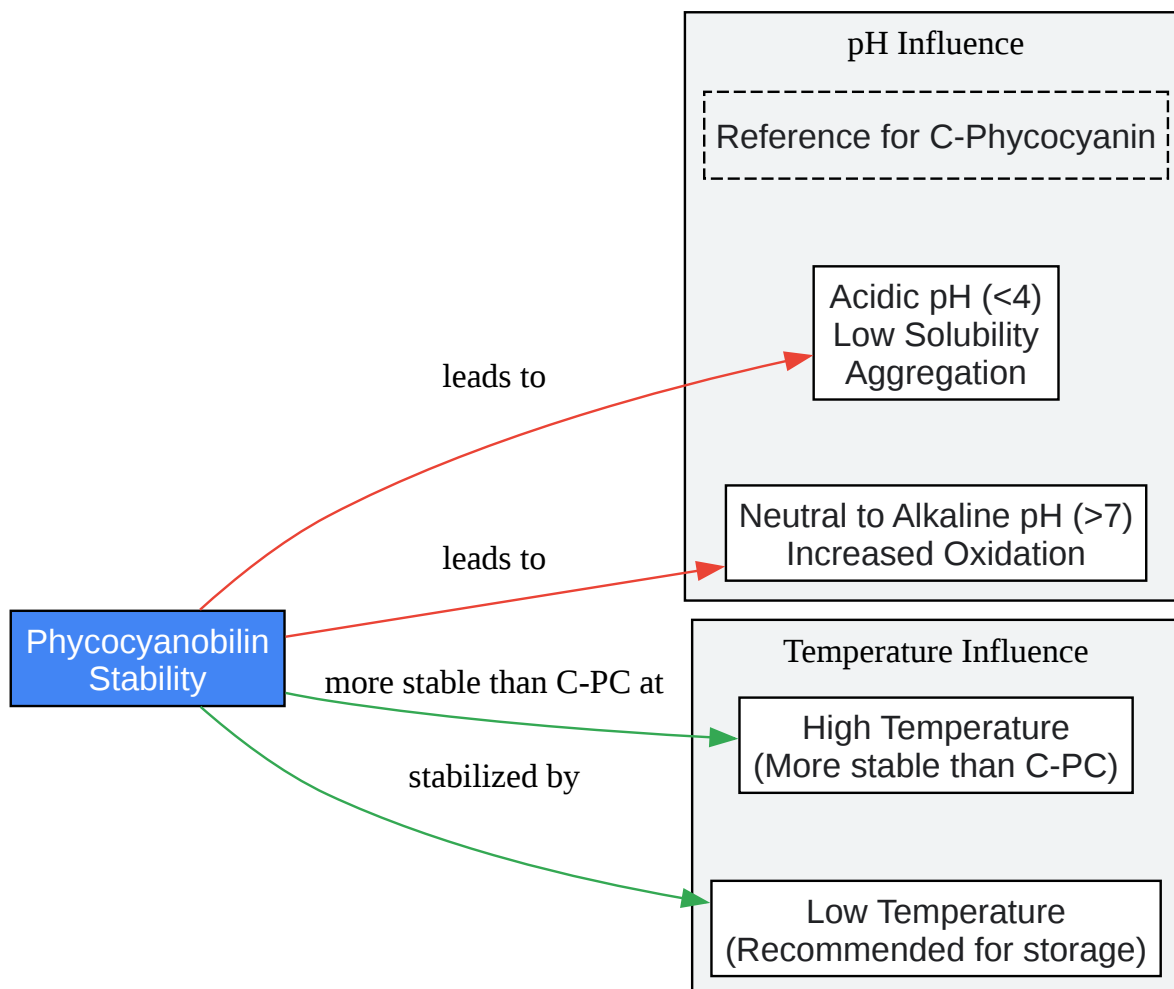 pH Influence
Reference for C-Phycocyanin
Acidic pH (<4)
Low Solubility
Aggregation
leads to
Neutral to Alkaline pH (>7)
Increased Oxidation
leads to
Phycocyanobilin
Stability
Temperature Influence
more stable than C-PC at
High Temperature
(More stable than C-PC)
stabilized by
Low Temperature
(Recommended for storage)